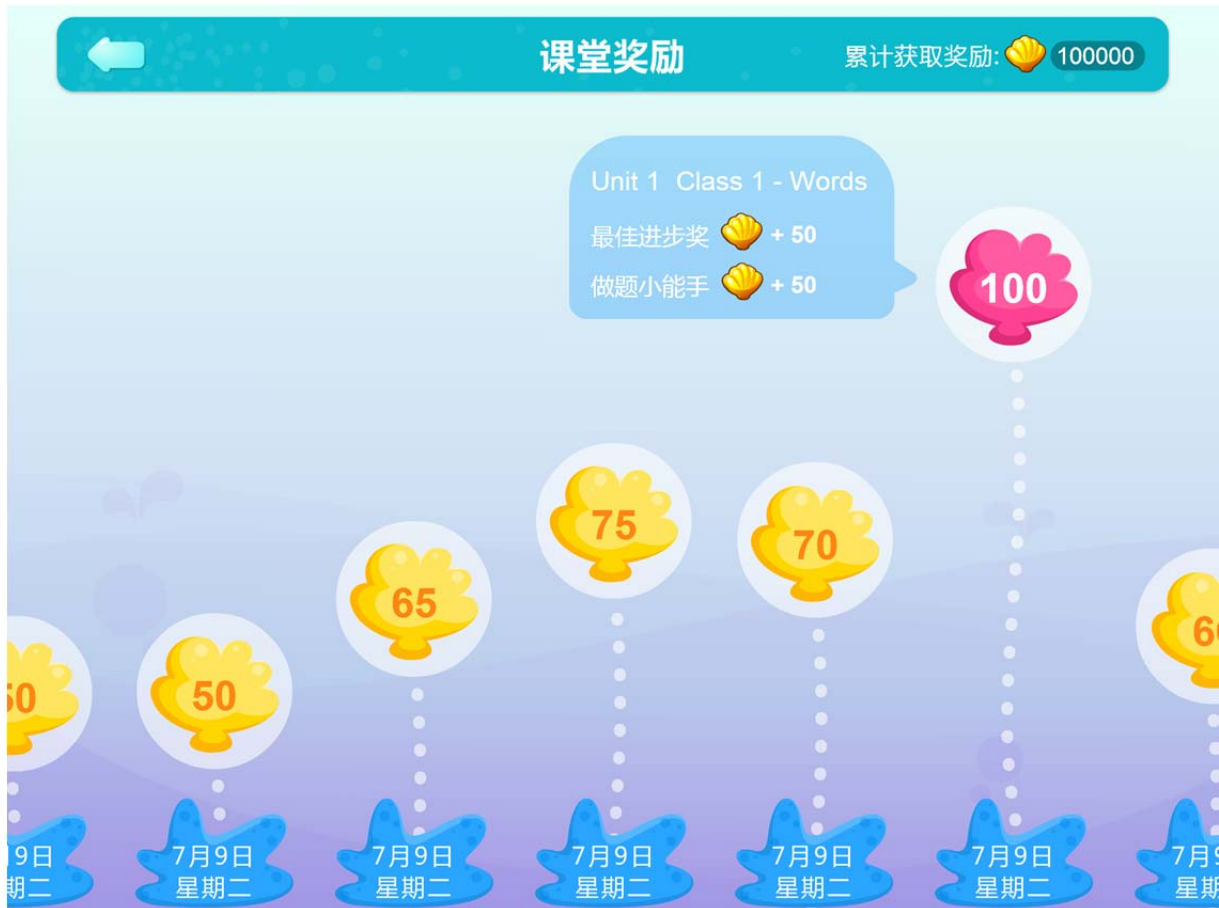 课堂奖励
累计获取奖励: 100000
Unit 1 Class 1 - Words
最佳进步奖 + 50
做题小能手 + 50
100
75
70
65
50
7月9日
星期二
7月9日
星期二
7月9日
星期二
7月9日
星期二
7月9日
星期二